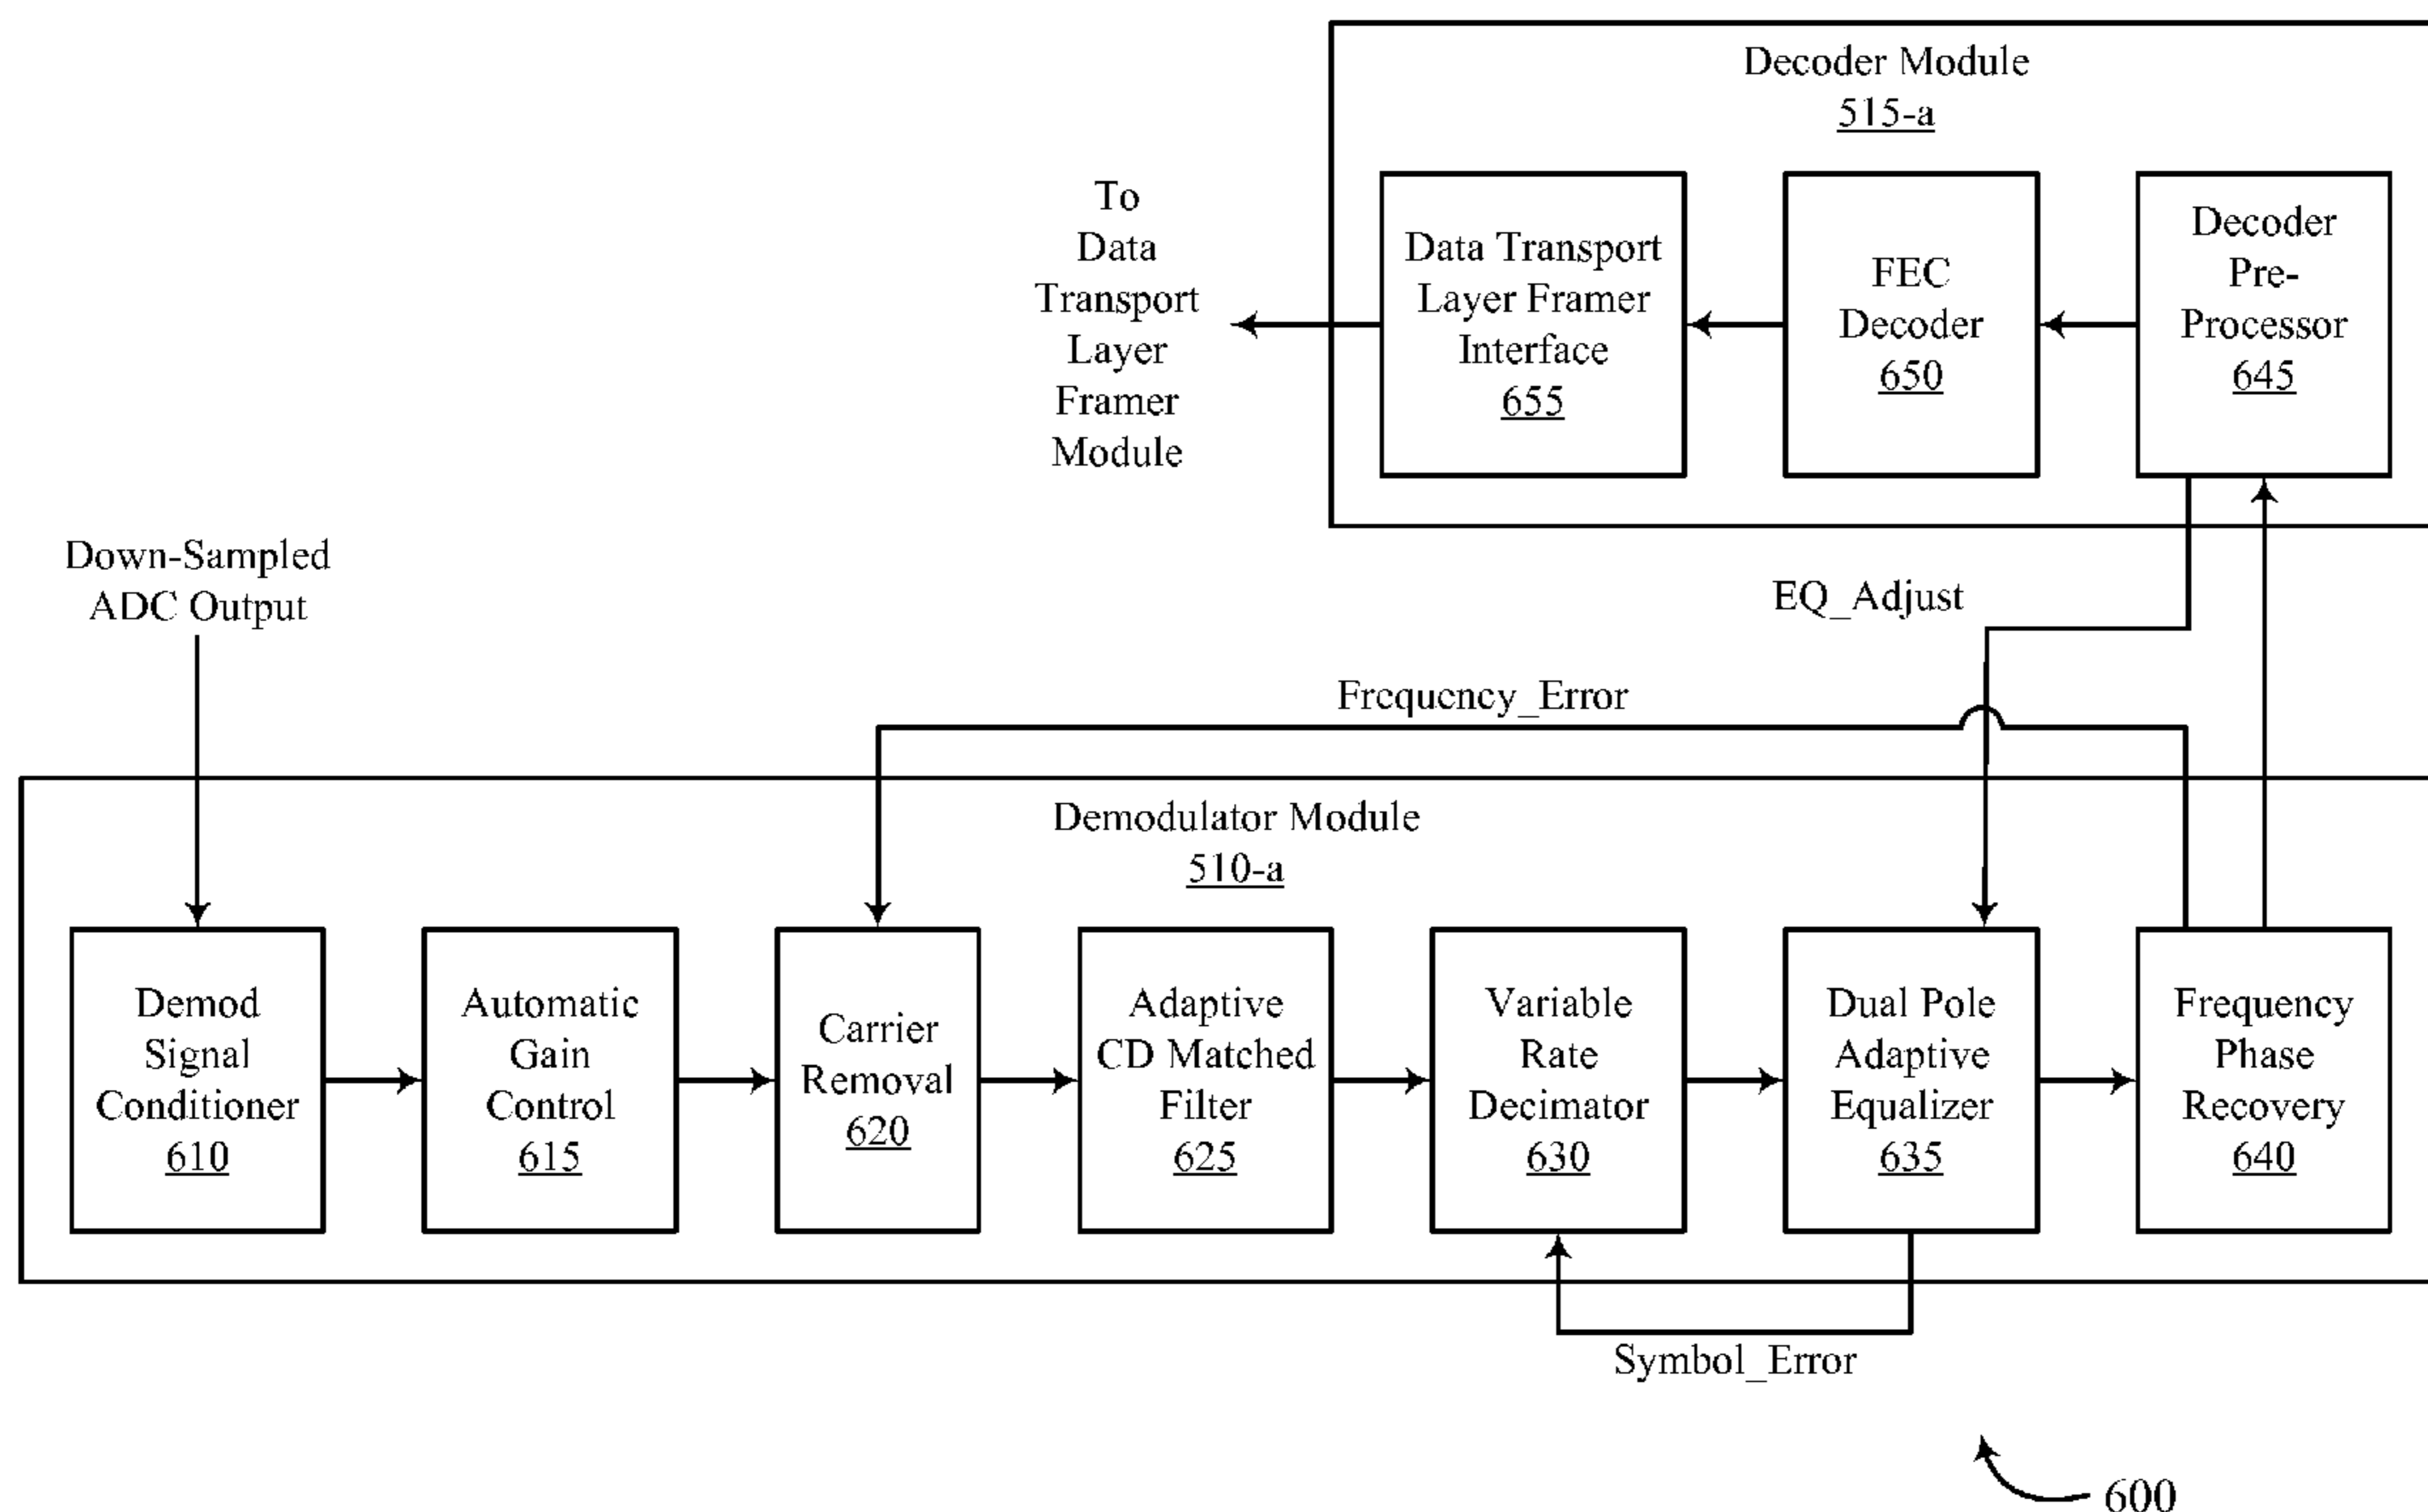 Decoder Module
515-a
To
Data
Transport
Layer
Framer
Module
Data Transport
Layer Framer
Interface
655
FEC
Decoder
650
Decoder
Pre-
Processor
645
Down-Sampled
ADC Output
EQ_Adjust
Frequency_Error
Demodulator Module
510-a
Demod
Signal
Conditioner
610
Automatic
Gain
Control
615
Carrier
Removal
620
Adaptive
CD Matched
Filter
625
Variable
Rate
Decimator
630
Dual Pole
Adaptive
Equalizer
635
Frequency
Phase
Recovery
640
Symbol_Error
600